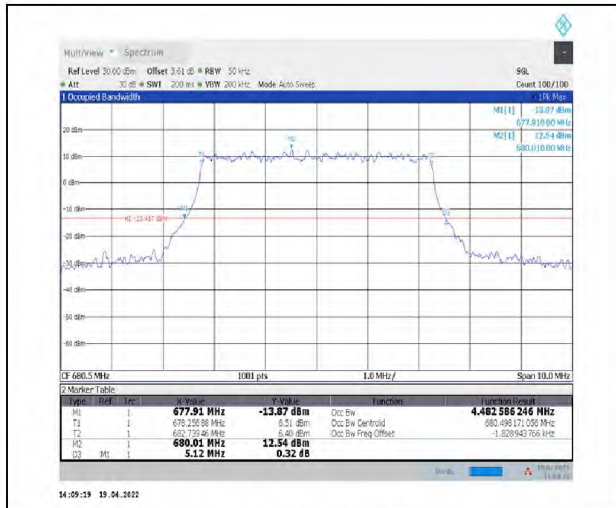 MultiView Spectrum
Ref Level 30.00 dBm Offset 3.61 dB RBW 50 kHz SGL
Att 30 dB SWT 200 ms VBW 200 kHz Mode Auto Sweep Count 100/100
1 Occupied Bandwidth 1Pk Max
M1[1] -13.87 dBm
677.91000 MHz
M2[1] 12.54 dBm
680.01000 MHz
20 dBm
10 dBm
0 dBm
-10 dBm
-20 dBm
-30 dBm
-40 dBm
-50 dBm
-60 dBm
CF 680.5 MHz 1001 pts 1.0 MHz/ Span 10.0 MHz
2 Marker Table
Type Ref Trc X-Value Y-Value Function Function Result
M1 1 677.91 MHz -13.87 dBm Occ Bw 4.482 586 246 MHz
T1 1 678.25688 MHz 6.51 dBm Occ Bw Centroid 680.498 171 056 MHz
T2 1 682.73946 MHz 6.40 dBm Occ Bw Freq Offset -1.828 943 766 kHz
M2 1 680.01 MHz 12.54 dBm
D3 M1 1 5.12 MHz 0.32 dB
14:09:19 19.04.2022